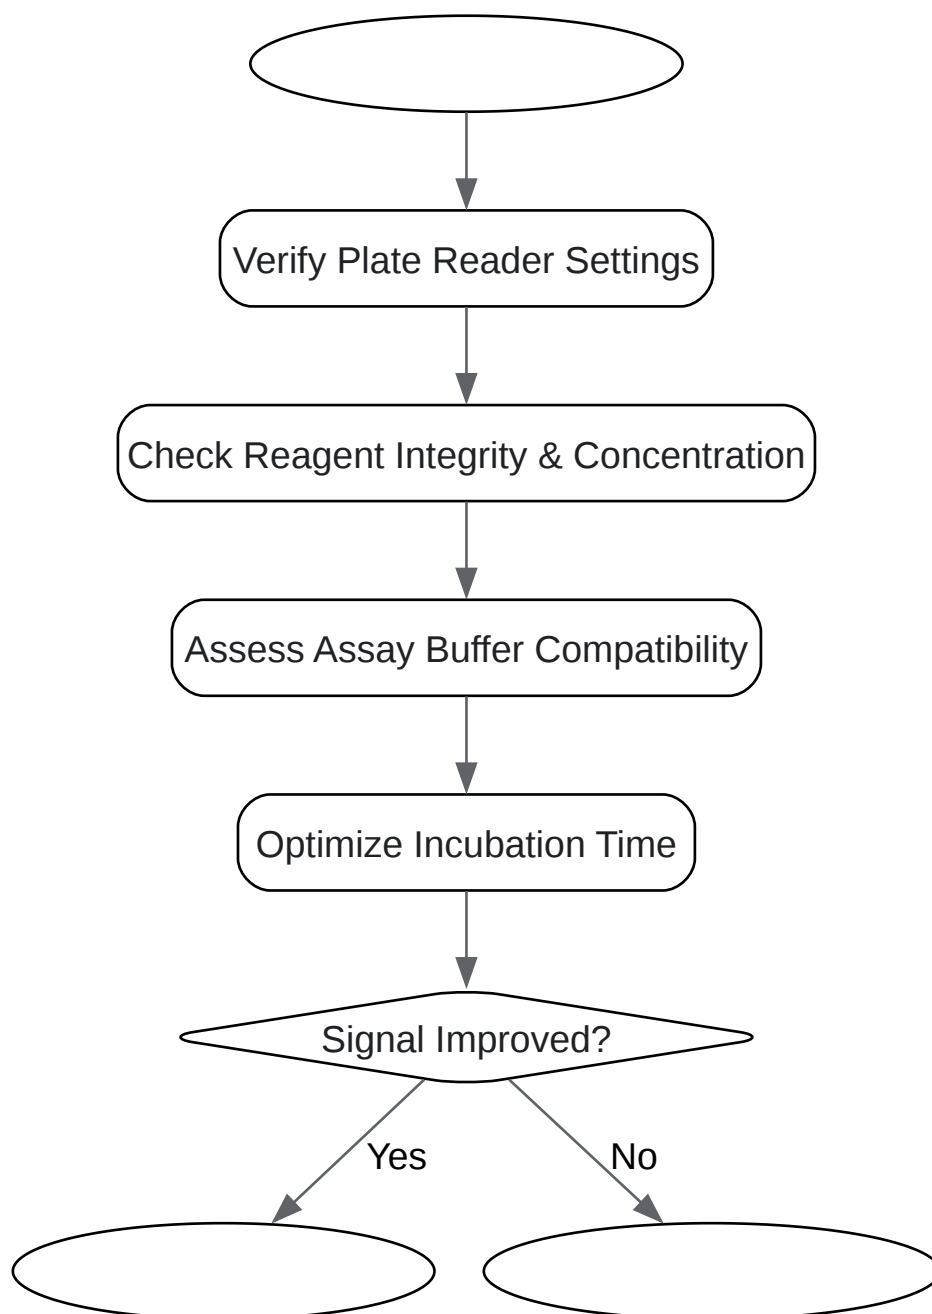 Verify Plate Reader Settings
Check Reagent Integrity & Concentration
Assess Assay Buffer Compatibility
Optimize Incubation Time
Signal Improved?
Yes
No